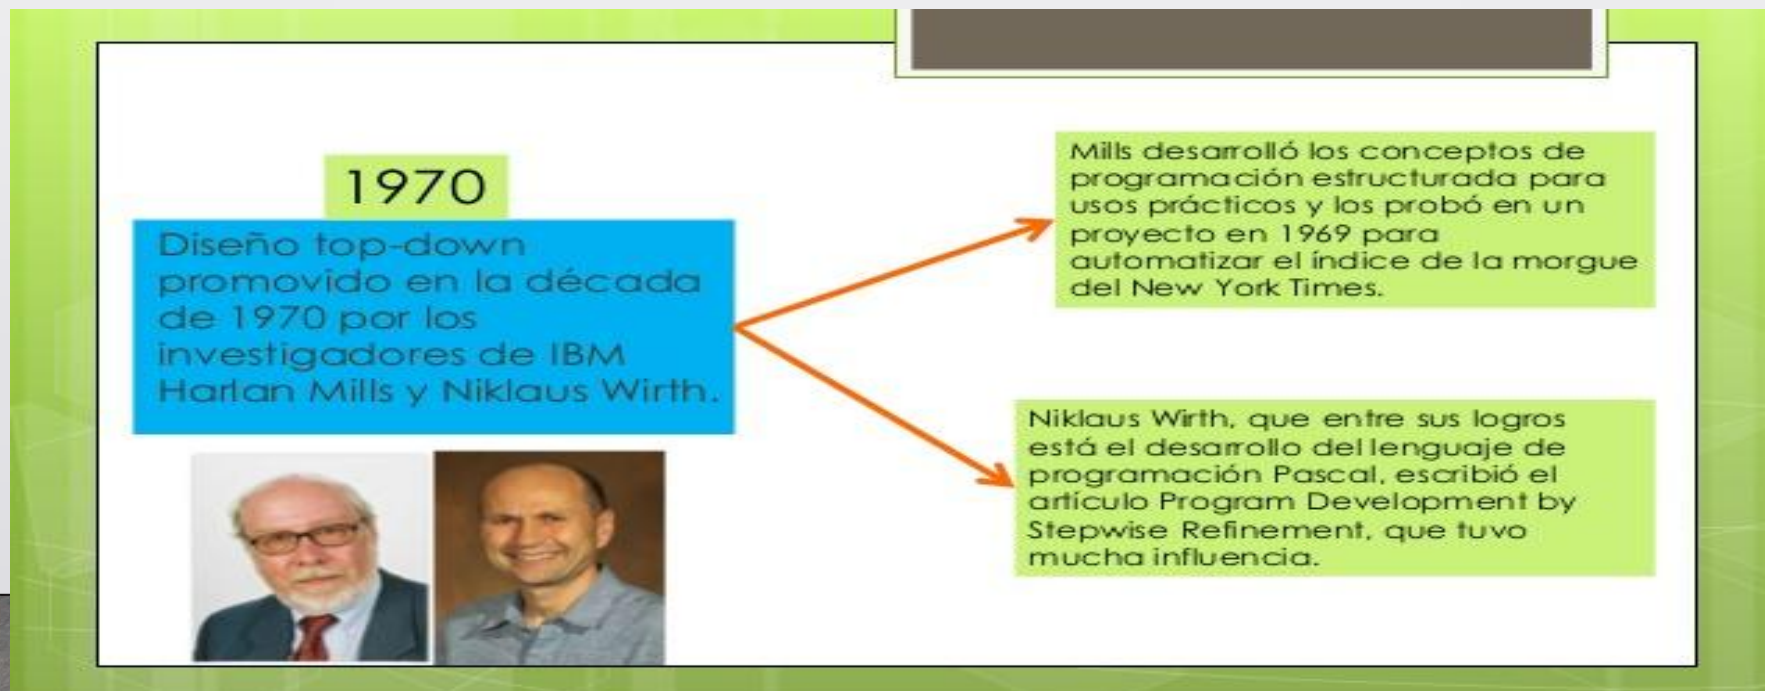 1970
Diseño top-down
promovido en la década
de 1970 por los
investigadores de IBM
Harlan Mills y Niklaus Wirth.
Mills desarrolló los conceptos de
programación estructurada para
usos prácticos y los probó en un
proyecto en 1969 para
automatizar el índice de la morgue
del New York Times.
Niklaus Wirth, que entre sus logros
está el desarrollo del lenguaje de
programación Pascal, escribió el
artículo Program Development by
Stepwise Refinement, que tuvo
mucha influencia.